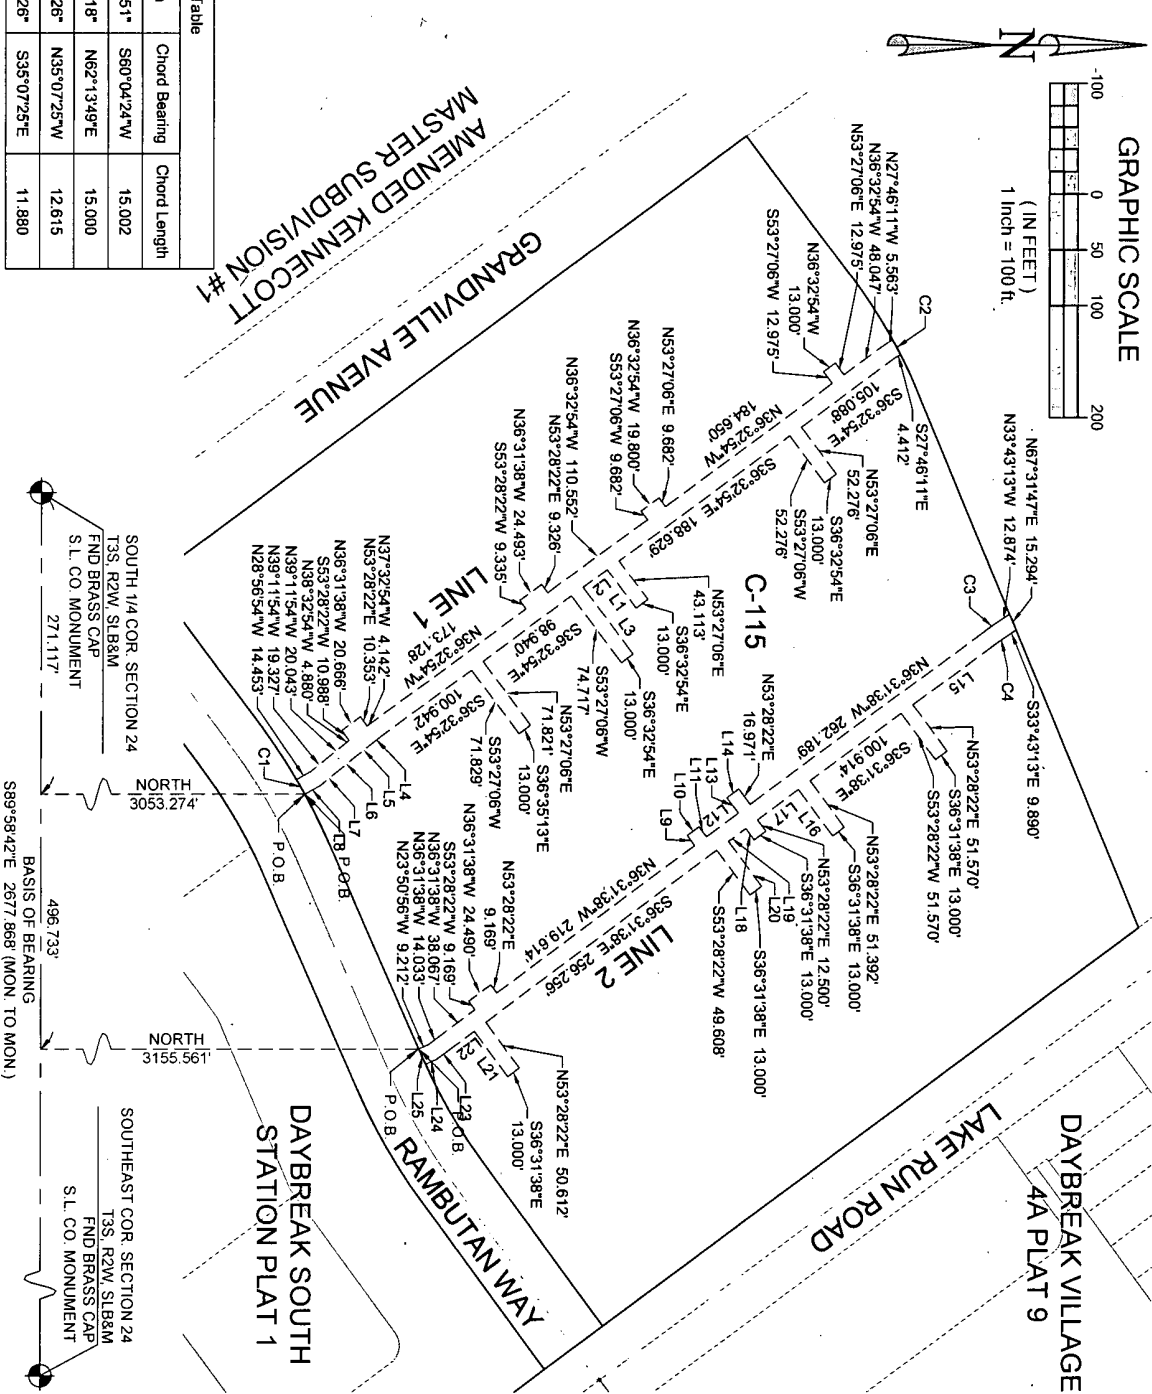 GRAPHIC SCALE
-100 0 50 100 200
( IN FEET )
1 inch = 100 ft.
N
Table
Chord Bearing Chord Length
51" S60°04'24"W 15.002
18" N62°13'49"E 15.000
26" N35°07'25"W 12.615
26" S35°07'25"E 11.880
AMENDED KENNECOTT
MASTER SUBDIVISION #1
GRANDVILLE AVENUE
N27°46'11"W 5.563'
N36°32'54"W 48.047'
N53°27'06"E 12.975'
N36°32'54"W
13.000'
S53°27'06"W 12.975'
C2
S27°46'11"E
4.412'
S36°32'54"E
105.088'
N36°32'54"W
184.650'
N53°27'06"E
52.276'
S36°32'54"E
13.000'
S53°27'06"W
52.276'
S36°32'54"E
188.629'
N53°27'06"E 9.682'
N36°32'54"W 19.800'
S53°27'06"W 9.682'
N36°32'54"W 110.552'
N53°28'22"E 9.326'
N36°31'38"W 24.493'
S53°28'22"W 9.335'
C-115
N53°27'06"E
43.113'
S36°32'54"E
13.000'
L1
L2
L3
S36°32'54"E
13.000'
S53°27'06"W
74.717'
S36°32'54"E
98.940'
LINE 1
N36°32'54"W
173.128'
N53°27'06"E
71.821'
S36°35'13"E
13.000'
S53°27'06"W
71.829'
S36°32'54"E
100.942'
N37°32'54"W 4.142'
N53°28'22"E 10.353'
N36°31'38"W 20.666'
S53°28'22"W 10.988'
N38°32'54"W 4.880'
N39°11'54"W 20.043'
N39°11'54"W 19.327'
N28°56'54"W 14.453'
C1
L4
L5
L6
L7
L8
P.O.B.
P.O.B.
N67°31'47"E 15.294'
N33°43'13"W 12.874'
C3
C4
S33°43'13"E 9.890'
L15
N36°31'38"W 262.189'
N53°28'22"E 51.570'
S36°31'38"E 13.000'
S53°28'22"W 51.570'
S36°31'38"E
100.914'
N53°28'22"E
16.971'
L14
L13
L12
L11
L10
L9
L17
L16
N53°28'22"E 51.392'
S36°31'38"E 13.000'
N53°28'22"E 12.500'
S36°31'38"E 13.000'
L19
L20
L18
S36°31'38"E 13.000'
S53°28'22"W 49.608'
N36°31'38"W 219.614'
S36°31'38"E 256.256'
LINE 2
N53°28'22"E
9.169'
N36°31'38"W 24.490'
S53°28'22"W 9.169'
N36°31'38"W 38.067'
N36°31'38"W 14.033'
N23°50'56"W 9.212'
N53°28'22"E 50.612'
S36°31'38"E
13.000'
L21
L22
L23
L24
L25
P.O.B.
P.O.B.
RAMBUTAN WAY
LAKE RUN ROAD
DAYBREAK VILLAGE
4A PLAT 9
DAYBREAK SOUTH
STATION PLAT 1
SOUTH 1/4 COR. SECTION 24
T3S, R2W, SLB&M
FND BRASS CAP
S.L. CO. MONUMENT
271.117'
NORTH
3053.274'
496.733'
BASIS OF BEARING
S89°58'42"E 2677.868' (MON. TO MON.)
NORTH
3155.561'
SOUTHEAST COR. SECTION 24
T3S, R2W, SLB&M
FND BRASS CAP
S.L. CO. MONUMENT